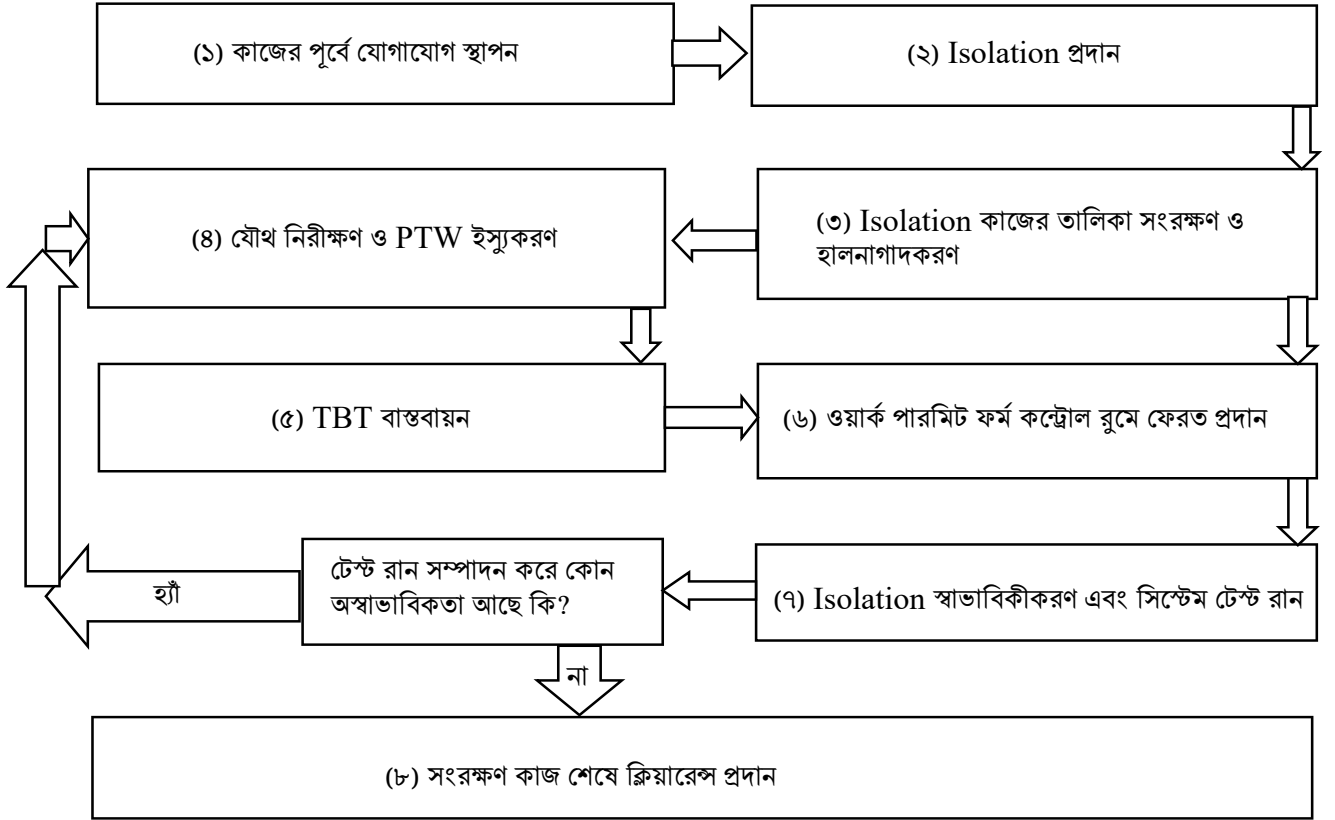 (১) কাজের পূর্বে যোগাযোগ স্থাপন
(২) Isolation প্রদান
(৩) Isolation কাজের তালিকা সংরক্ষণ ও
হালনাগাদকরণ
(৪) যৌথ নিরীক্ষণ ও PTW ইস্যুকরণ
(৫) TBT বাস্তবায়ন
(৬) ওয়ার্ক পারমিট ফর্ম কন্ট্রোল রুমে ফেরত প্রদান
(৭) Isolation স্বাভাবিকীকরণ এবং সিস্টেম টেস্ট রান
টেস্ট রান সম্পাদন করে কোন
অস্বাভাবিকতা আছে কি?
হ্যাঁ
না
(৮) সংরক্ষণ কাজ শেষে ক্লিয়ারেন্স প্রদান